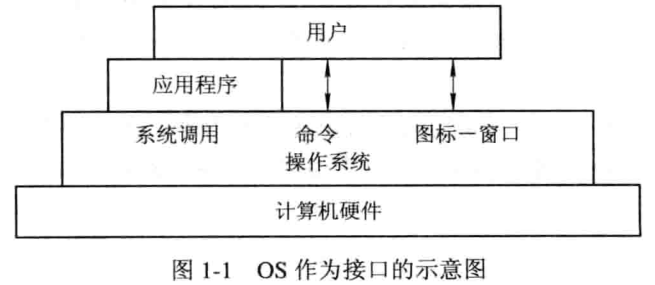 用户
应用程序
系统调用 命令 图标－窗口
操作系统
计算机硬件
图 1-1 OS 作为接口的示意图